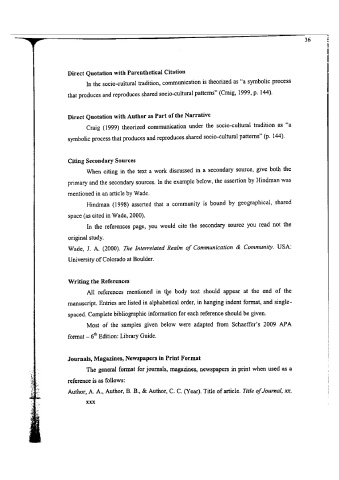 36
Direct Quotation with Parenthetical Citation
In the socio-cultural tradition, communication is theorized as "a symbolic process
that produces and reproduces shared socio-cultural patterns" (Craig, 1999, p. 144).
Direct Quotation with Author as Part of the Narrative
Craig (1999) theorized communication under the socio-cultural tradition as "a
symbolic process that produces and reproduces shared socio-cultural patterns" (p. 144).
Citing Secondary Sources
When citing in the text a work discussed in a secondary source, give both the
primary and the secondary sources. In the example below, the assertion by Hindman was
mentioned in an article by Wade.
Hindman (1998) asserted that a community is bound by geographical, shared
space (as cited in Wade, 2000).
In the references page, you would cite the secondary source you read not the
original study.
Wade, J. A. (2000). The Interrelated Realm of Communication & Community. USA:
University of Colorado at Boulder.
Writing the References
All references mentioned in the body text should appear at the end of the
manuscript. Entries are listed in alphabetical order, in hanging indent format, and single-
spaced. Complete bibliographic information for each reference should be given.
Most of the samples given below were adapted from Schaeffer's 2009 APA
format – 6th Edition: Library Guide.
Journals, Magazines, Newspapers in Print Format
The general format for journals, magazines, newspapers in print when used as a
reference is as follows:
Author, A. A., Author, B. B., & Author, C. C. (Year). Title of article. Title of Journal, xx.
xxx